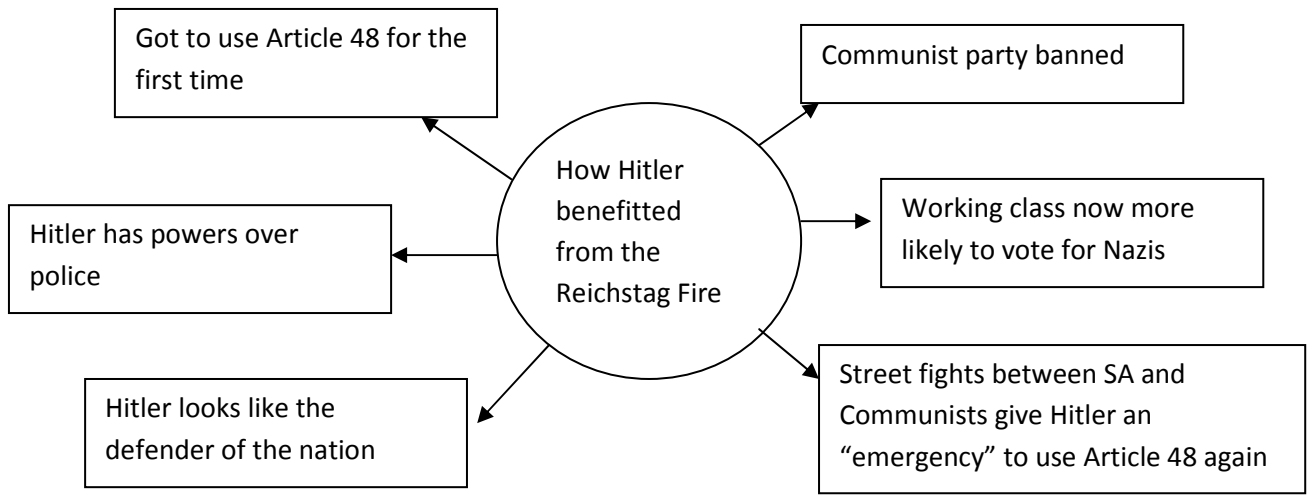 Got to use Article 48 for the
first time
Communist party banned
How Hitler
benefitted
from the
Reichstag Fire
Hitler has powers over
police
Working class now more
likely to vote for Nazis
Hitler looks like the
defender of the nation
Street fights between SA and
Communists give Hitler an
“emergency” to use Article 48 again